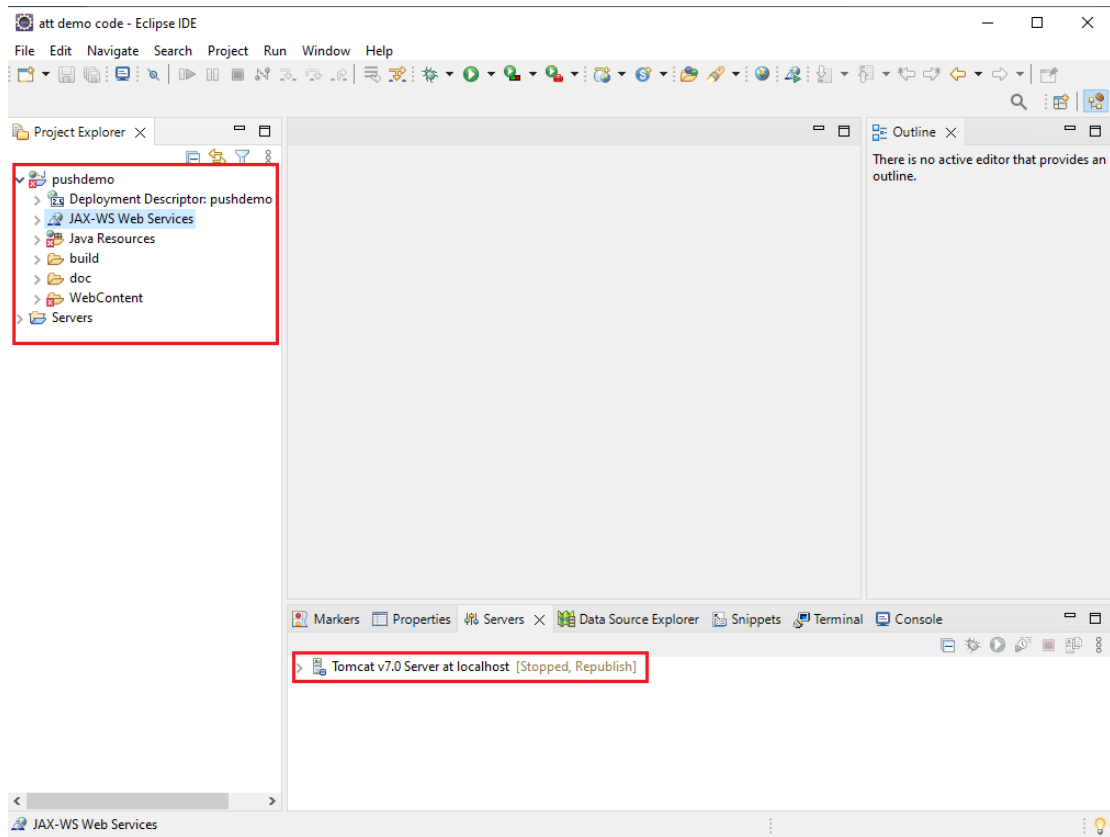 att demo code - Eclipse IDE
File Edit Navigate Search Project Run Window Help
Project Explorer
pushdemo
Deployment Descriptor: pushdemo
JAX-WS Web Services
Java Resources
build
doc
WebContent
Servers
Outline
There is no active editor that provides an
outline.
Markers Properties Servers Data Source Explorer Snippets Terminal Console
Tomcat v7.0 Server at localhost [Stopped, Republish]
JAX-WS Web Services